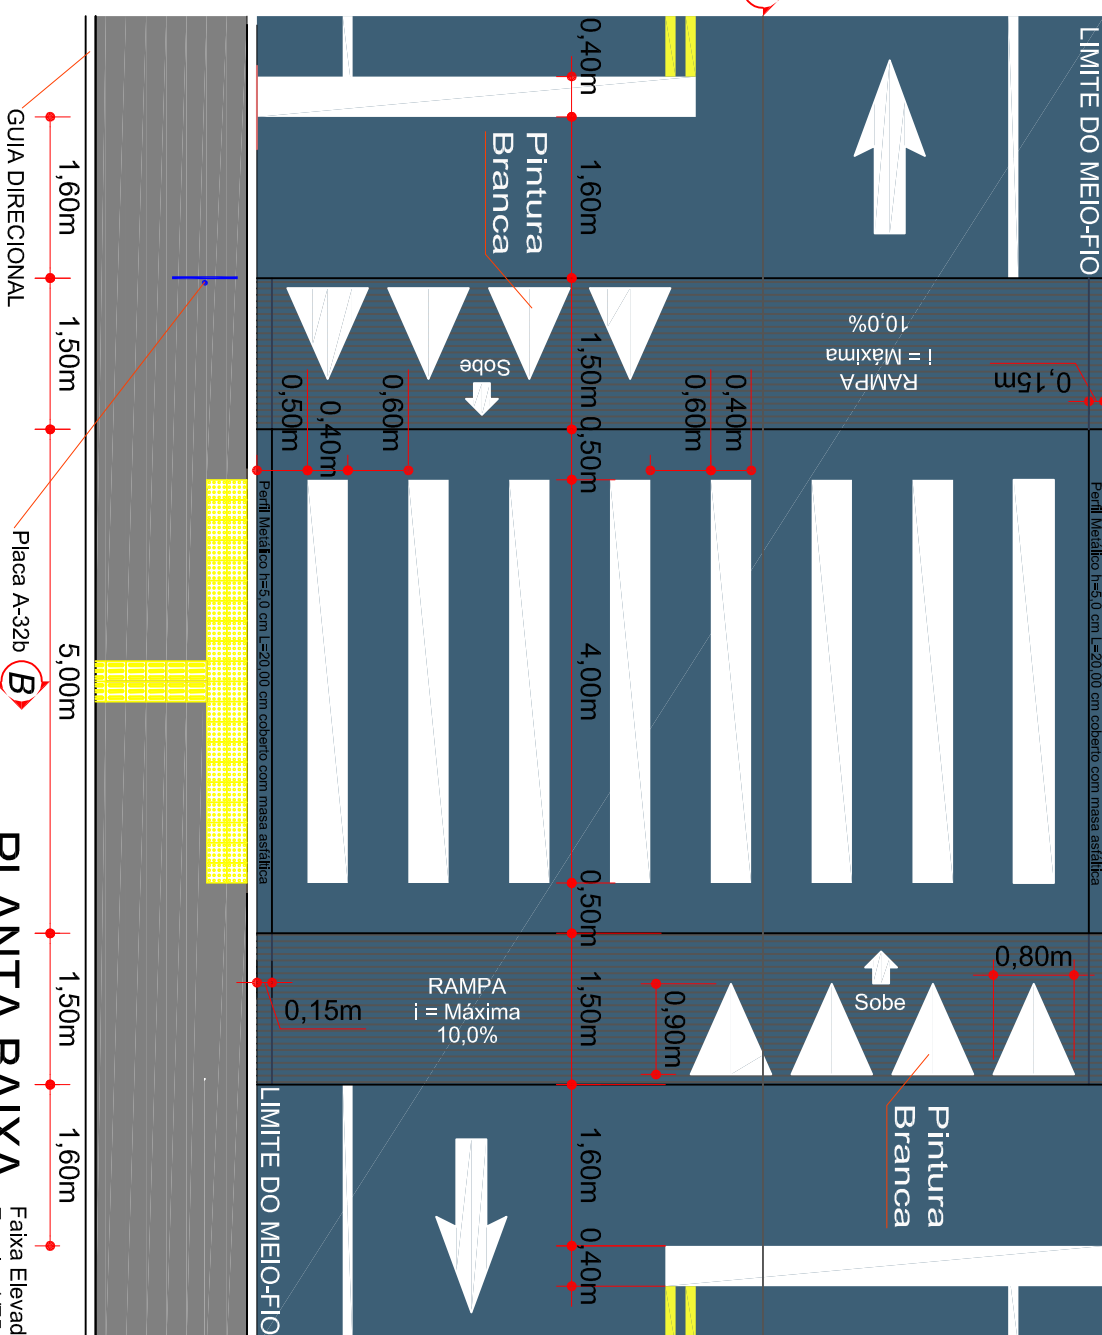 LIMITE DO MEIO-FIO
0,40m
Pintura
Branca
1,60m
GUIA DIRECIONAL
1,60m
1,50m
1,50m
RAMPA
i = Máxima
10,0%
0,15m
Sobe
0,50m
0,40m
0,60m
0,50m
0,60m
0,40m
Perfil Metálico h=5,0 cm L=20,00 cm coberto com masa asfáltica
Perfil Metálico h=5,0 cm L=20,00 cm coberto com masa asfáltica
Placa A-32b
B
5,00m
4,00m
0,50m
PLANTA BAIXA
1,50m
1,50m
0,15m
RAMPA
i = Máxima
10,0%
0,90m
Sobe
0,80m
Pintura
Branca
LIMITE DO MEIO-FIO
1,60m
1,60m
0,40m
Faixa Elevad